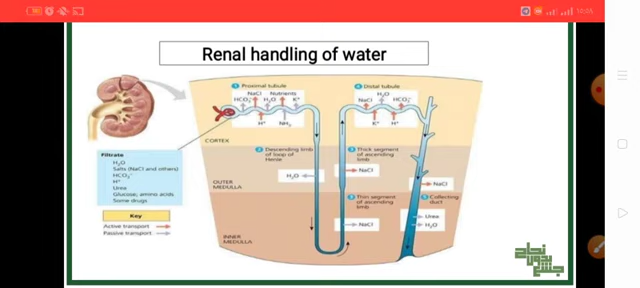 Renal handling of water
1 Proximal tubule
NaCl Nutrients
HCO3− H2O K+
H+ NH3
4 Distal tubule
H2O
NaCl HCO3−
K+ H+
CORTEX
Filtrate
H2O
Salts (NaCl and others)
HCO3−
H+
Urea
Glucose; amino acids
Some drugs
Key
Active transport
Passive transport
2 Descending limb
of loop of
Henle
H2O
3 Thick segment
of ascending
limb
NaCl
OUTER
MEDULLA
NaCl
3 Thin segment
of ascending
limb
NaCl
5 Collecting
duct
Urea
H2O
INNER
MEDULLA